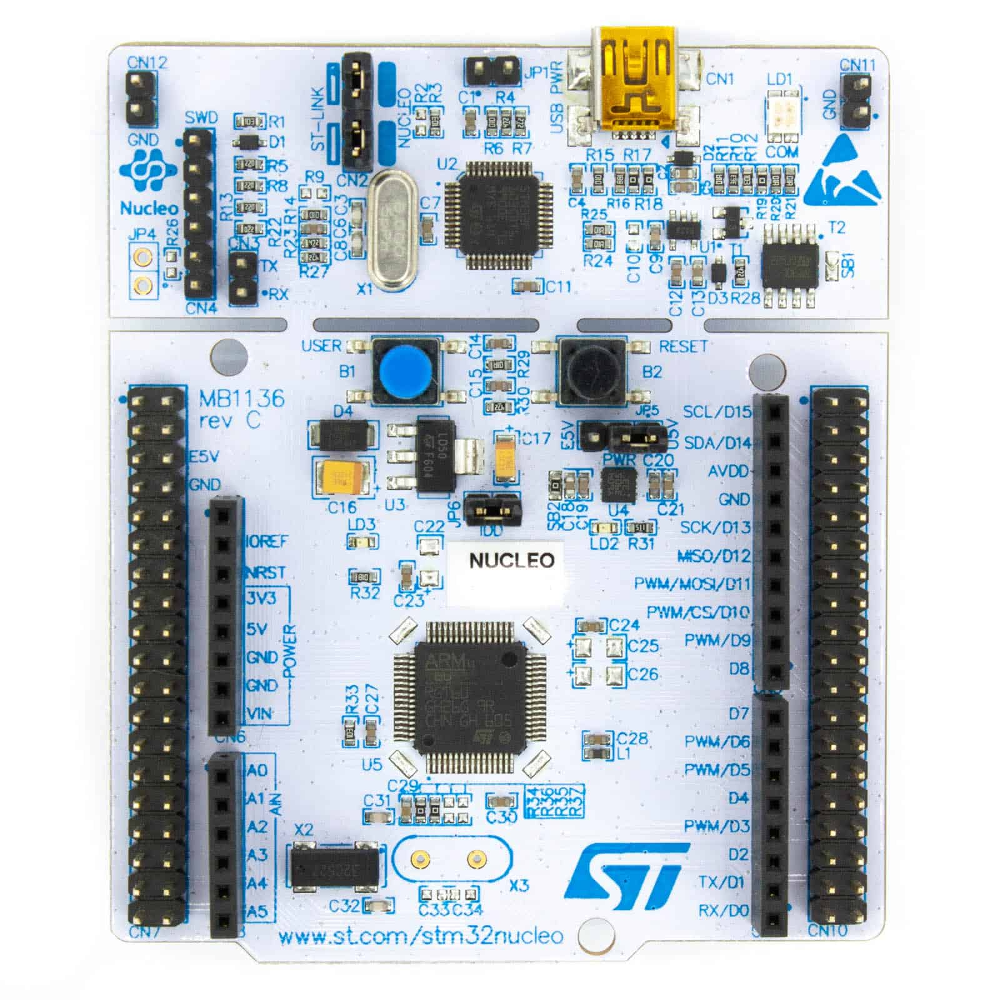 CN12
GND
SWD
Nucleo
JP4
R26
CN4
R1
D1
R5
R8
R13
R22
CN3
TX
RX
ST-LINK
NUCLEO
CN2
R9
R14
R23
C3
C6
C8
R27
X1
R2
R3
C7
U2
C1
R4
R6 R7
JP1
C11
USB PWR
CN1
LD1
COM
CN11
GND
R15 R17
C4
R16 R18
R25
R24
C10
C9
D2
R11
R10
R12
R19
R20
R21
U1
T1
T2
SB1
C12
C13
D3 R28
USER
B1
C14
R29
C15
R30
RESET
B2
MB1136
rev C
E5V
GND
D4
C16
U3
LD50
F604
C17
JP5
E5V
U5V
PWR C20
JP6
IDD
SB2
C18
C19
U4
C21
LD2 R31
LD3
R32
C22
C23
NUCLEO
IOREF
NRST
3V3
5V
GND
GND
VIN
POWER
CN6
A0
A1
A2
A3
A4
A5
AIN
CN7
SCL/D15
SDA/D14
AVDD
GND
SCK/D13
MISO/D12
PWM/MOSI/D11
PWM/CS/D10
PWM/D9
D8
D7
PWM/D6
PWM/D5
D4
PWM/D3
D2
TX/D1
RX/D0
CN10
C24
C25
C26
ARM
GH26G 9R
CHN GH 605
ST
R33
C27
U5
C28
L1
C29
C31
C30
R34
R36
R35
R37
X2
X3
C32
C33 C34
ST
www.st.com/stm32nucleo